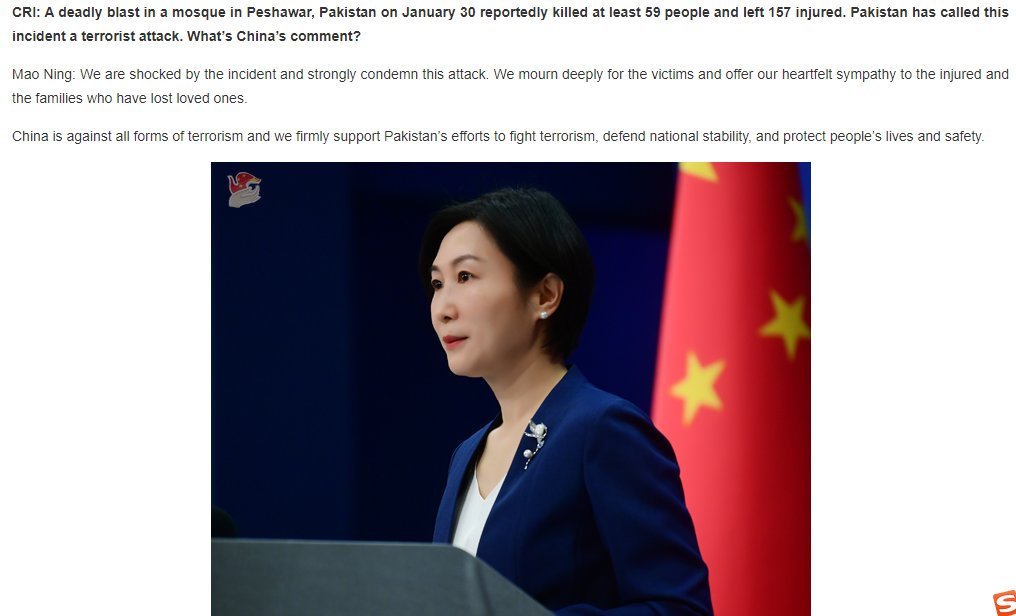 CRI: A deadly blast in a mosque in Peshawar, Pakistan on January 30 reportedly killed at least 59 people and left 157 injured. Pakistan has called this
incident a terrorist attack. What’s China’s comment?
Mao Ning: We are shocked by the incident and strongly condemn this attack. We mourn deeply for the victims and offer our heartfelt sympathy to the injured and
the families who have lost loved ones.
China is against all forms of terrorism and we firmly support Pakistan’s efforts to fight terrorism, defend national stability, and protect people’s lives and safety.